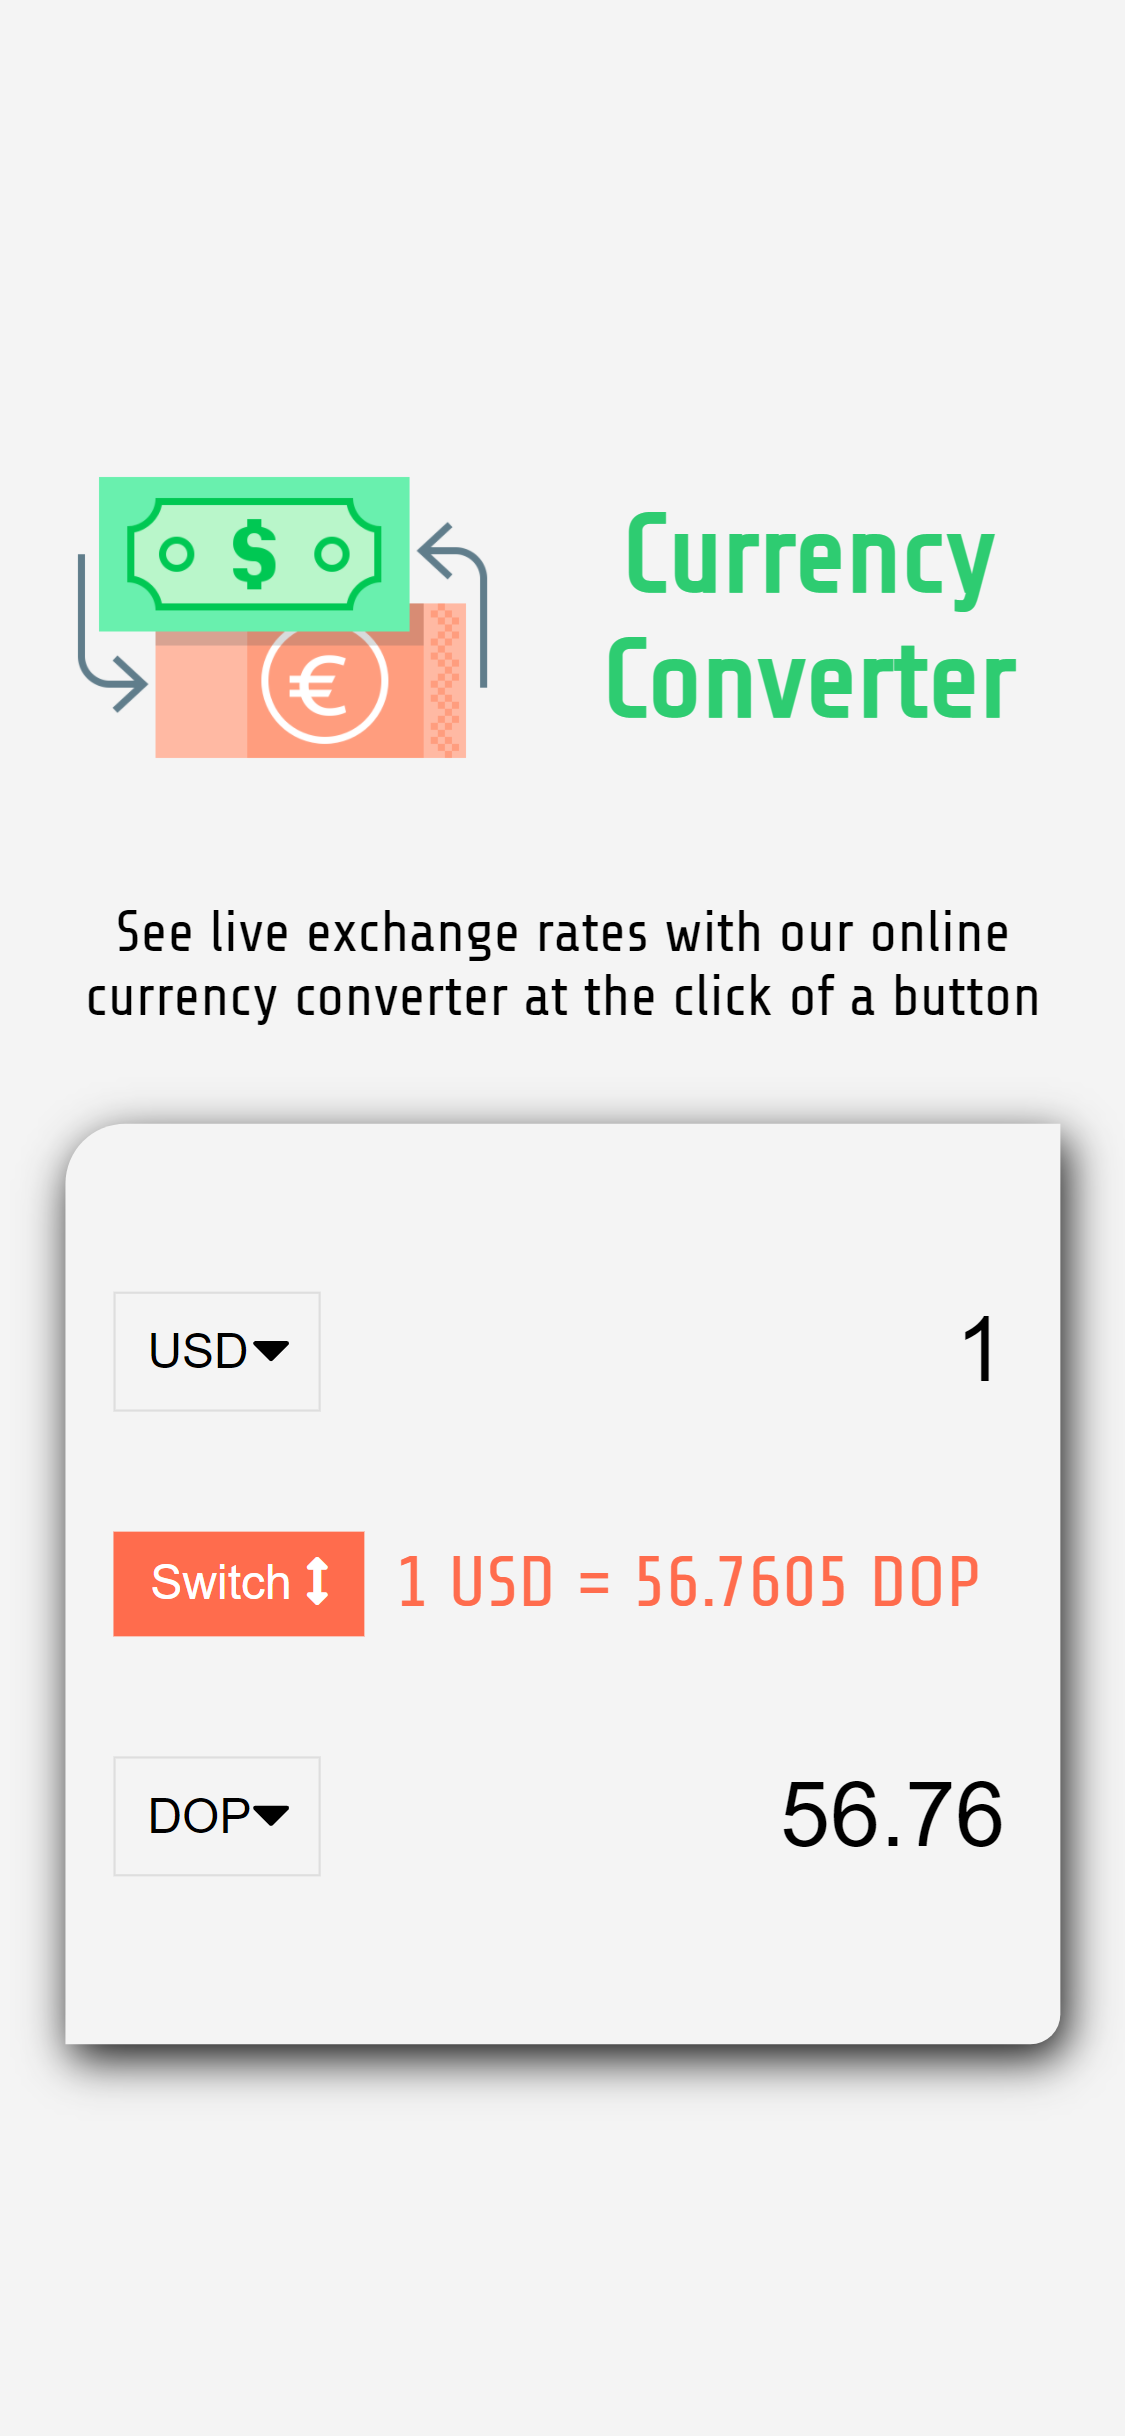 $
€
Currency
Converter
See live exchange rates with our online
currency converter at the click of a button
USD
1
Switch
1 USD = 56.7605 DOP
DOP
56.76